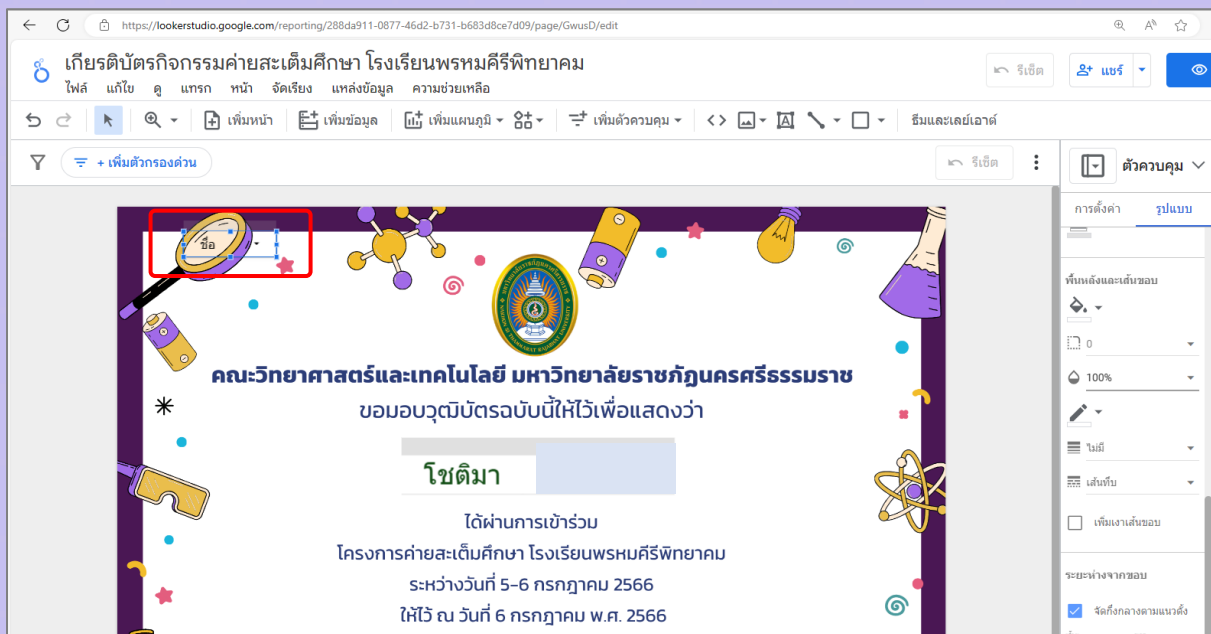 https://lookerstudio.google.com/reporting/288da911-0877-46d2-b731-b683d8ce7d09/page/GwusD/edit
เกียรติบัตรกิจกรรมค่ายสะเต็มศึกษา โรงเรียนพรหมคีรีพิทยาคม
รีเซ็ต แชร์
ไฟล์ แก้ไข ดู แทรก หน้า จัดเรียง แหล่งข้อมูล ความช่วยเหลือ
เพิ่มหน้า เพิ่มข้อมูล เพิ่มแผนภูมิ เพิ่มตัวควบคุม ธีมและเลย์เอาต์
+ เพิ่มตัวกรองด่วน รีเซ็ต
ตัวควบคุม
การตั้งค่า รูปแบบ
พื้นหลังและเส้นขอบ
0
100%
ไม่มี
เส้นทึบ
เพิ่มเงาเส้นขอบ
ระยะห่างจากขอบ
จัดกึ่งกลางตามแนวตั้ง
ชื่อ
คณะวิทยาศาสตร์และเทคโนโลยี มหาวิทยาลัยราชภัฏนครศรีธรรมราช
ขอมอบวุฒิบัตรฉบับนี้ให้ไว้เพื่อแสดงว่า
โชติมา
ได้ผ่านการเข้าร่วม
โครงการค่ายสะเต็มศึกษา โรงเรียนพรหมคีรีพิทยาคม
ระหว่างวันที่ 5-6 กรกฎาคม 2566
ให้ไว้ ณ วันที่ 6 กรกฎาคม พ.ศ. 2566